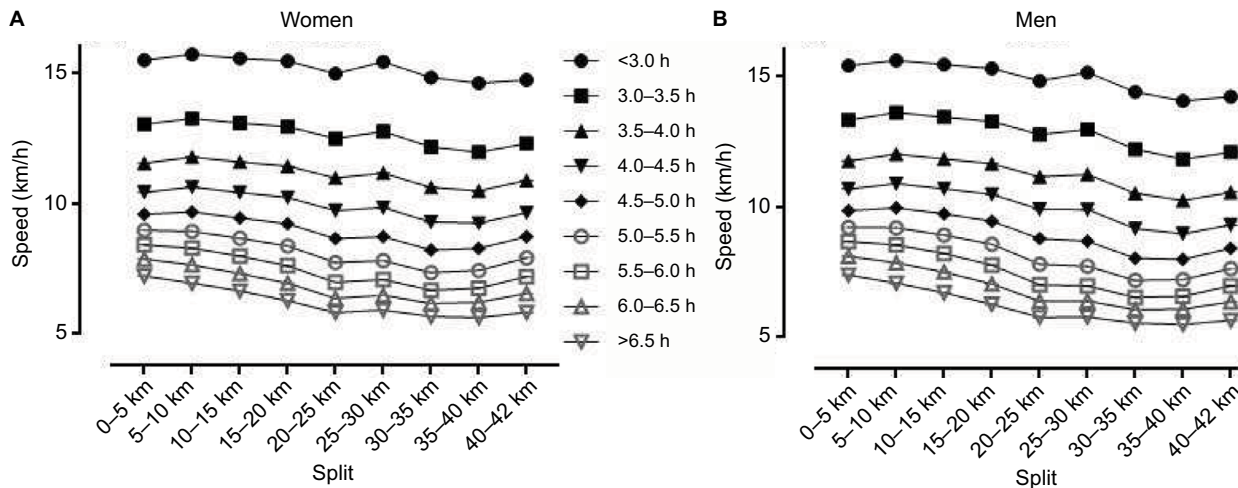 A
Women
Speed (km/h)
15
10
5
0–5 km
5–10 km
10–15 km
15–20 km
20–25 km
25–30 km
30–35 km
35–40 km
40–42 km
Split
<3.0 h
3.0–3.5 h
3.5–4.0 h
4.0–4.5 h
4.5–5.0 h
5.0–5.5 h
5.5–6.0 h
6.0–6.5 h
>6.5 h
B
Men
Speed (km/h)
15
10
5
0–5 km
5–10 km
10–15 km
15–20 km
20–25 km
25–30 km
30–35 km
35–40 km
40–42 km
Split